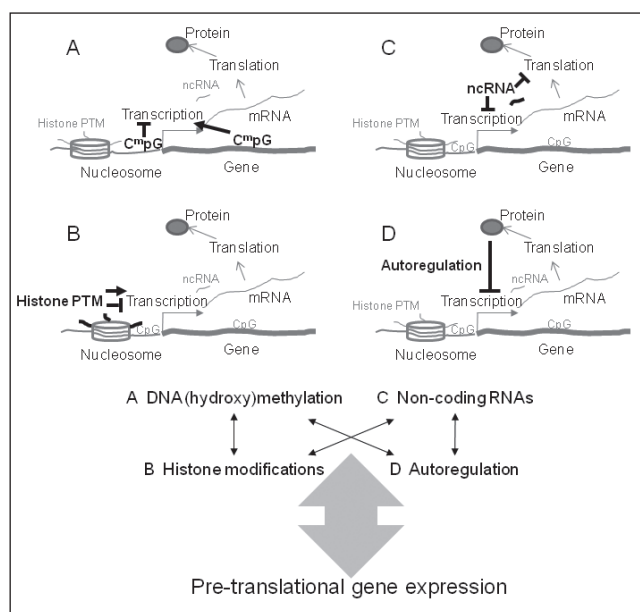 A
Protein
Translation
ncRNA
mRNA
Transcription
Histone PTM
CᵐpG
CᵐpG
Nucleosome
Gene
C
Protein
Translation
ncRNA
mRNA
Transcription
Histone PTM
CpG
CpG
Nucleosome
Gene
B
Protein
Translation
ncRNA
mRNA
Histone PTM
Transcription
CpG
CpG
Nucleosome
Gene
D
Protein
Translation
Autoregulation
ncRNA
mRNA
Transcription
Histone PTM
CpG
CpG
Nucleosome
Gene
A DNA (hydroxy)methylation
C Non-coding RNAs
B Histone modifications
D Autoregulation
Pre-translational gene expression